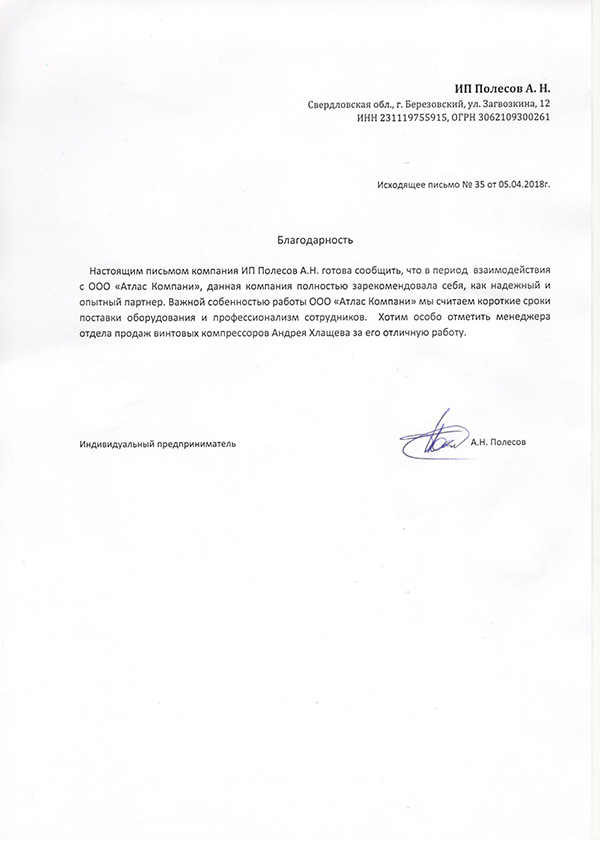 ИП Полесов А. Н.
Свердловская обл., г. Березовский, ул. Загвозкина, 12
ИНН 231119755915, ОГРН 3062109300261
Исходящее письмо № 35 от 05.04.2018г.
Благодарность
Настоящим письмом компания ИП Полесов А.Н. готова сообщить, что в период взаимодействия
с ООО «Атлас Компани», данная компания полностью зарекомендовала себя, как надежный и
опытный партнер. Важной собенностью работы ООО «Атлас Компани» мы считаем короткие сроки
поставки оборудования и профессионализм сотрудников. Хотим особо отметить менеджера
отдела продаж винтовых компрессоров Андрея Хлащева за его отличную работу.
Индивидуальный предприниматель А.Н. Полесов